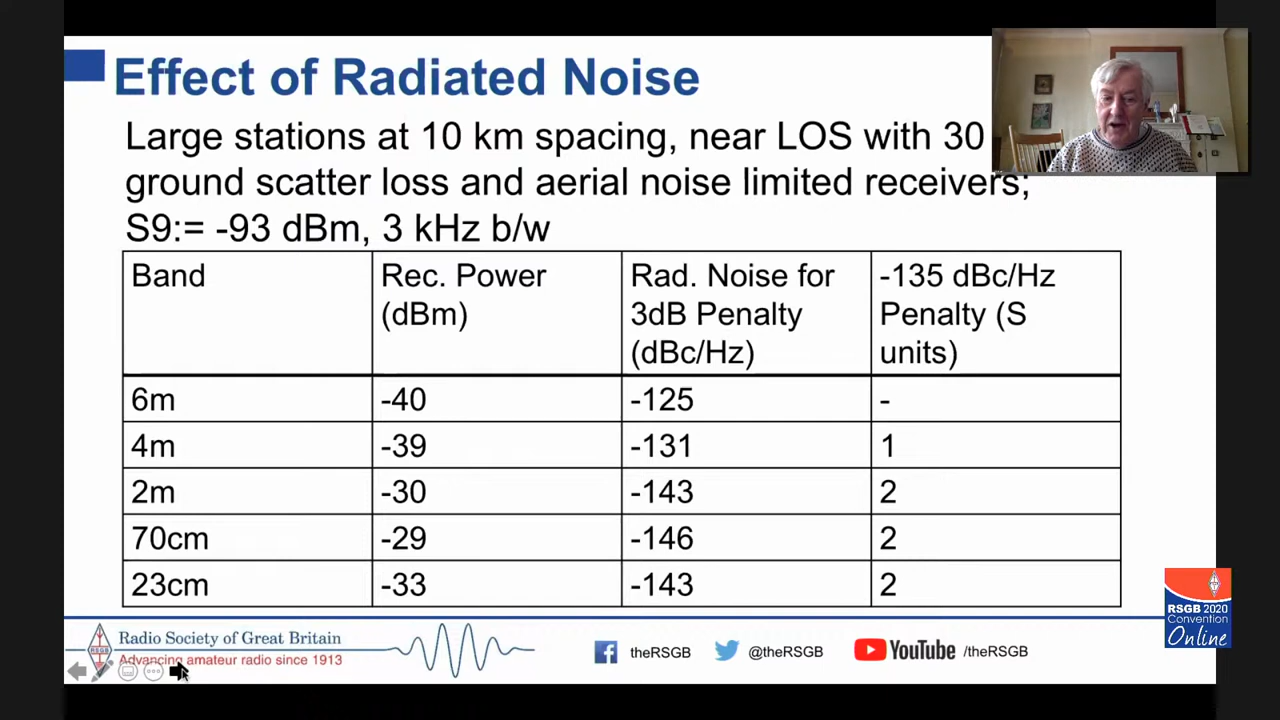 Effect of Radiated Noise
Large stations at 10 km spacing, near LOS with 30
ground scatter loss and aerial noise limited receivers;
S9:= -93 dBm, 3 kHz b/w
Band
Rec. Power
(dBm)
Rad. Noise for
3dB Penalty
(dBc/Hz)
-135 dBc/Hz
Penalty (S
units)
6m -40 -125 -
4m -39 -131 1
2m -30 -143 2
70cm -29 -146 2
23cm -33 -143 2
RSGB 2020
Convention
Online
RSGB
Radio Society of Great Britain
Advancing amateur radio since 1913
theRSGB
@theRSGB
YouTube /theRSGB